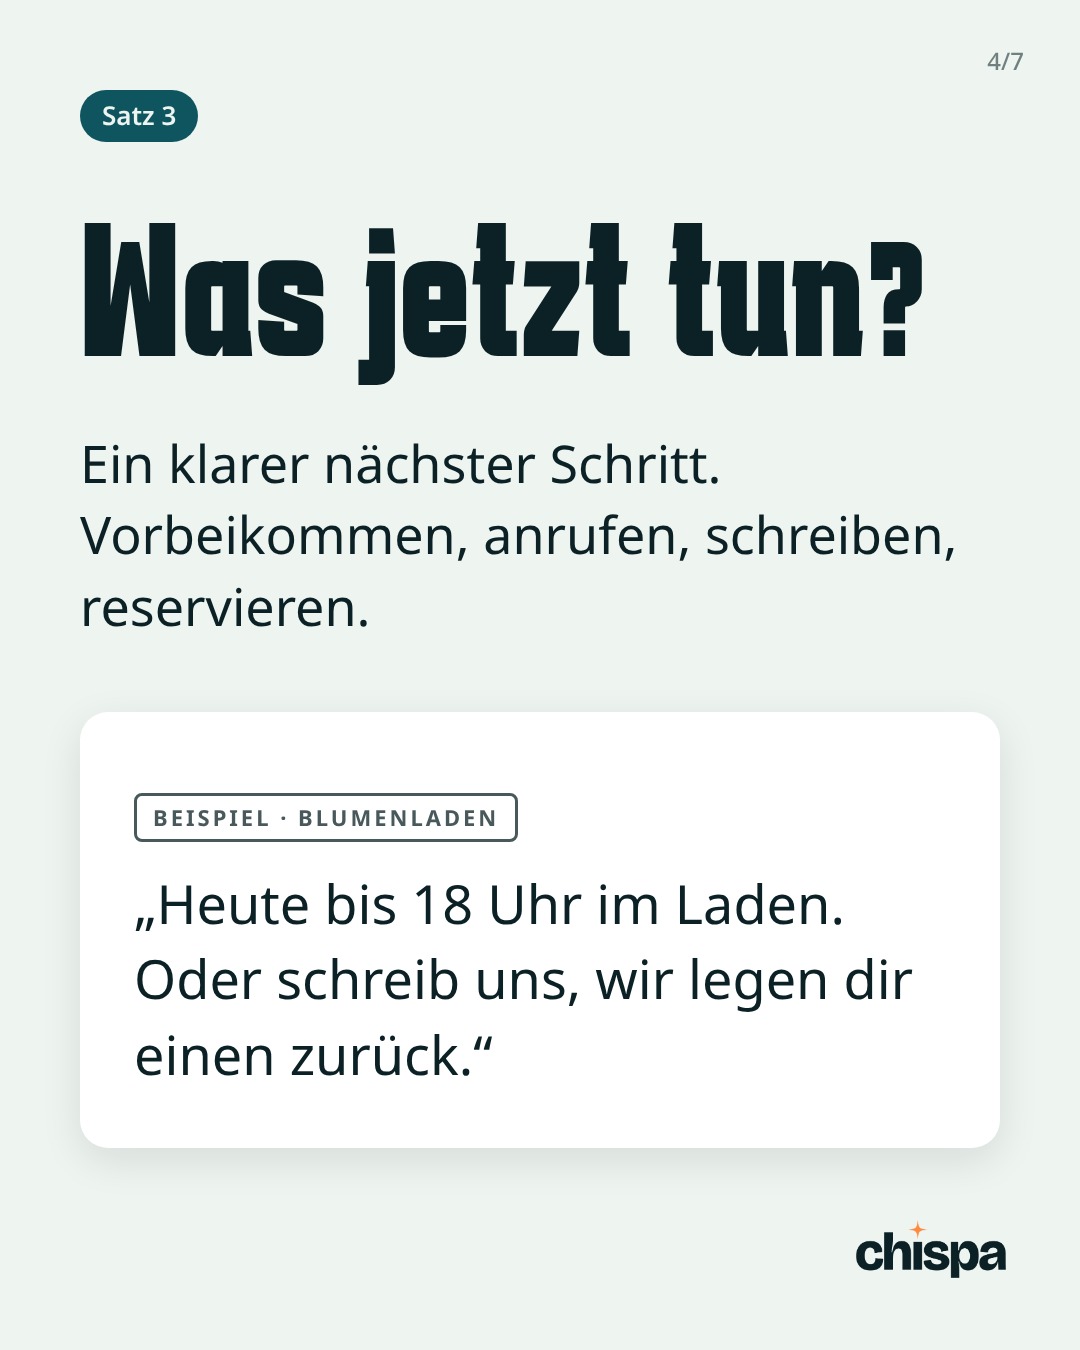 4/7
Satz 3
Was jetzt tun?
Ein klarer nächster Schritt.
Vorbeikommen, anrufen, schreiben,
reservieren.
BEISPIEL · BLUMENLADEN
„Heute bis 18 Uhr im Laden.
Oder schreib uns, wir legen dir
einen zurück.“
chispa